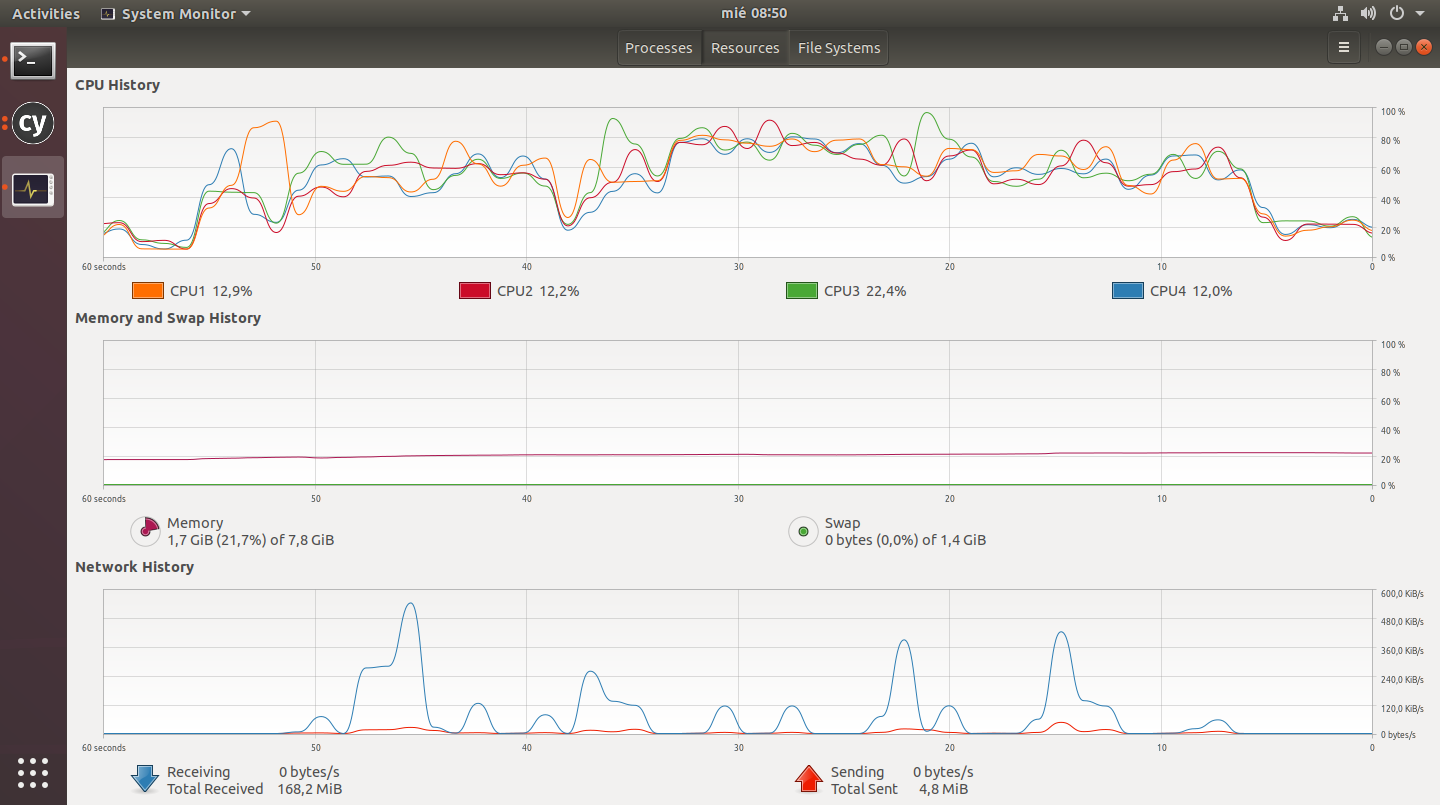 Activities System Monitor mié 08:50
Processes Resources File Systems
cy
CPU History
100 %
80 %
60 %
40 %
20 %
0 %
60 seconds 50 40 30 20 10 0
CPU1 12,9% CPU2 12,2% CPU3 22,4% CPU4 12,0%
Memory and Swap History
100 %
80 %
60 %
40 %
20 %
0 %
60 seconds 50 40 30 20 10 0
Memory
1,7 GiB (21,7%) of 7,8 GiB
Swap
0 bytes (0,0%) of 1,4 GiB
Network History
600,0 KiB/s
480,0 KiB/s
360,0 KiB/s
240,0 KiB/s
120,0 KiB/s
0 bytes/s
60 seconds 50 40 30 20 10 0
Receiving 0 bytes/s
Total Received 168,2 MiB
Sending 0 bytes/s
Total Sent 4,8 MiB